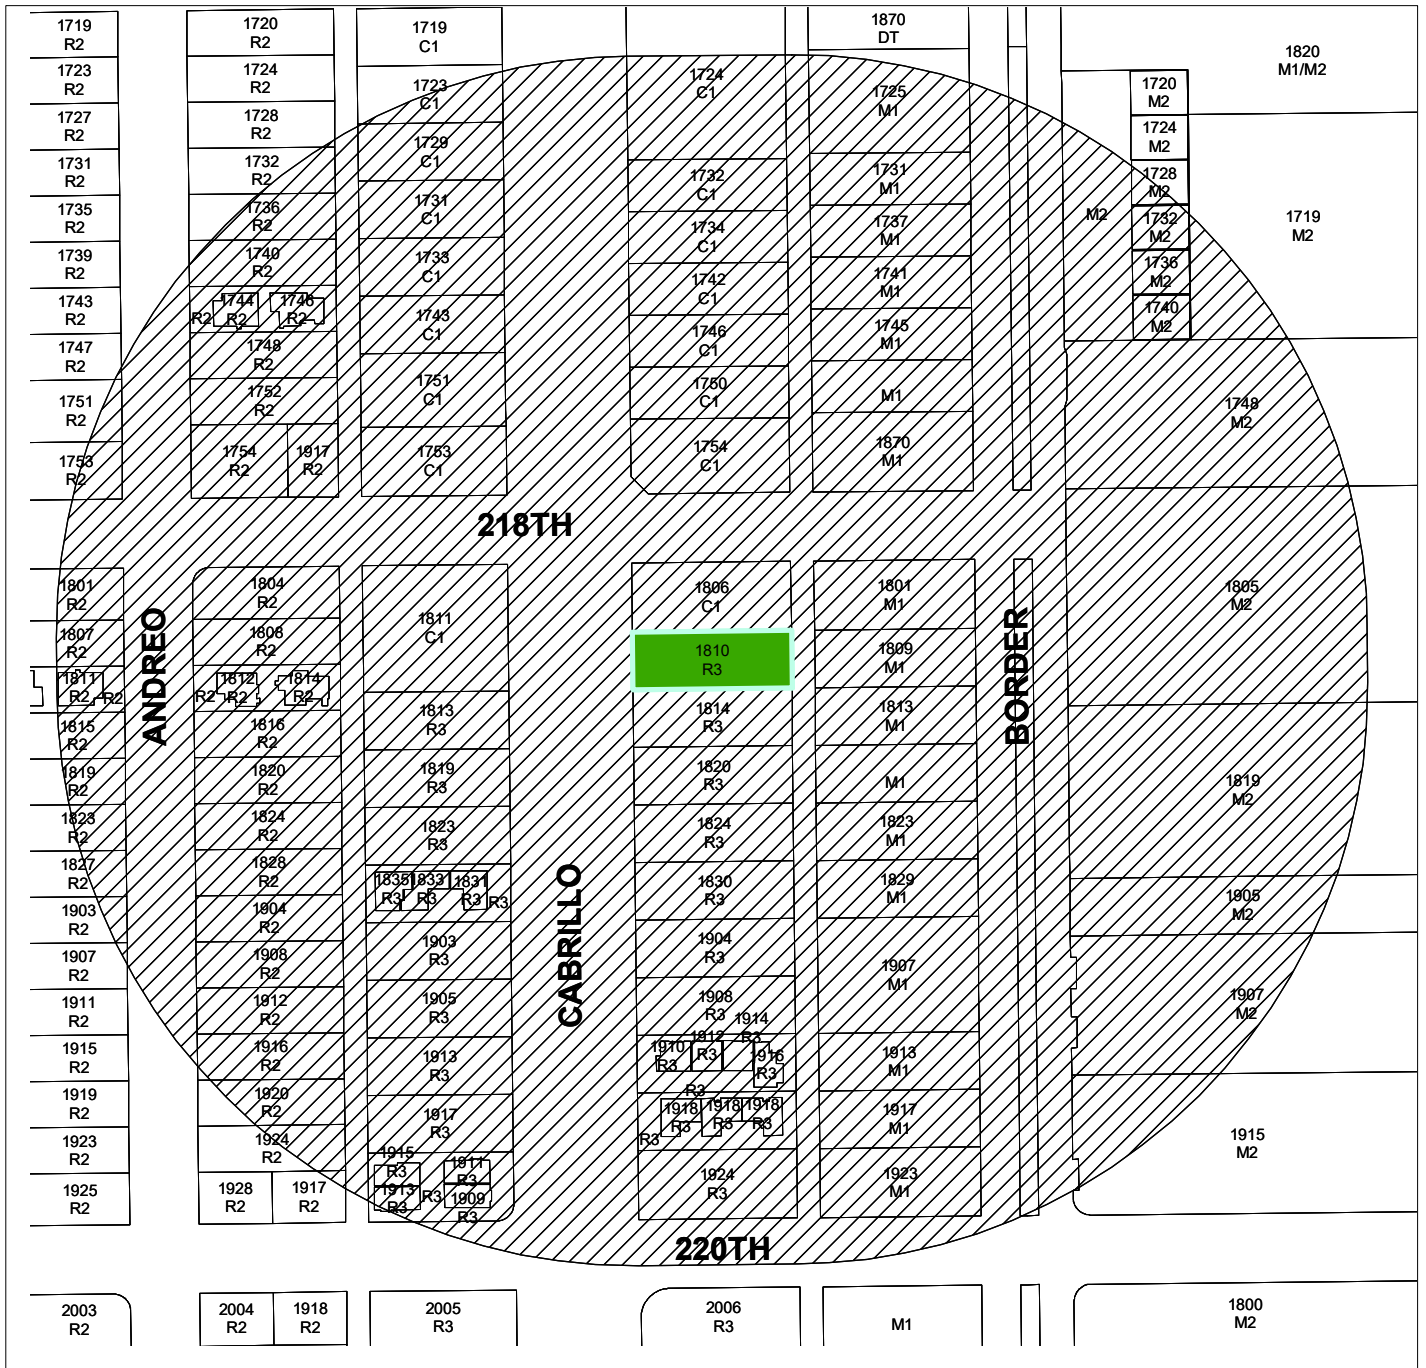 1719
R2
1723
R2
1727
R2
1731
R2
1735
R2
1739
R2
1743
R2
1747
R2
1751
R2
1753
R2
1720
R2
1724
R2
1728
R2
1732
R2
1736
R2
1740
R2
1744
R2
1746
R2
R2
1748
R2
1752
R2
1754
R2
1917
R2
1719
C1
1723
C1
1729
C1
1731
C1
1733
C1
1743
C1
1751
C1
1753
C1
1724
C1
1732
C1
1734
C1
1742
C1
1746
C1
1750
C1
1754
C1
1870
DT
1725
M1
1731
M1
1737
M1
1741
M1
1745
M1
M1
1870
M1
1820
M1/M2
1720
M2
1724
M2
1728
M2
1732
M2
1736
M2
1740
M2
M2
1719
M2
1748
M2
218TH
1801
R2
1807
R2
1811
R2
R2
1815
R2
1819
R2
1823
R2
1827
R2
1903
R2
1907
R2
1911
R2
1915
R2
1919
R2
1923
R2
1925
R2
ANDREO
1804
R2
1808
R2
R2
1812
R2
1814
R2
1816
R2
1820
R2
1824
R2
1828
R2
1904
R2
1908
R2
1912
R2
1916
R2
1920
R2
1924
R2
1928
R2
1917
R2
1811
C1
1813
R3
1819
R3
1823
R3
1835
R3
1833
R3
1831
R3
R3
1903
R3
1905
R3
1913
R3
1917
R3
1915
R3
1911
R3
1913
R3
R3
1909
R3
CABRILLO
1806
C1
1810
R3
1814
R3
1820
R3
1824
R3
1830
R3
1904
R3
1908
R3
1910
R3
1912
R3
1914
R3
1916
R3
R3
1918
R3
1918
R3
1918
R3
R3
1924
R3
1801
M1
1809
M1
1813
M1
M1
1823
M1
1829
M1
1907
M1
1913
M1
1917
M1
1923
M1
BORDER
1805
M2
1819
M2
1905
M2
1907
M2
1915
M2
220TH
2003
R2
2004
R2
1918
R2
2005
R3
2006
R3
M1
1800
M2